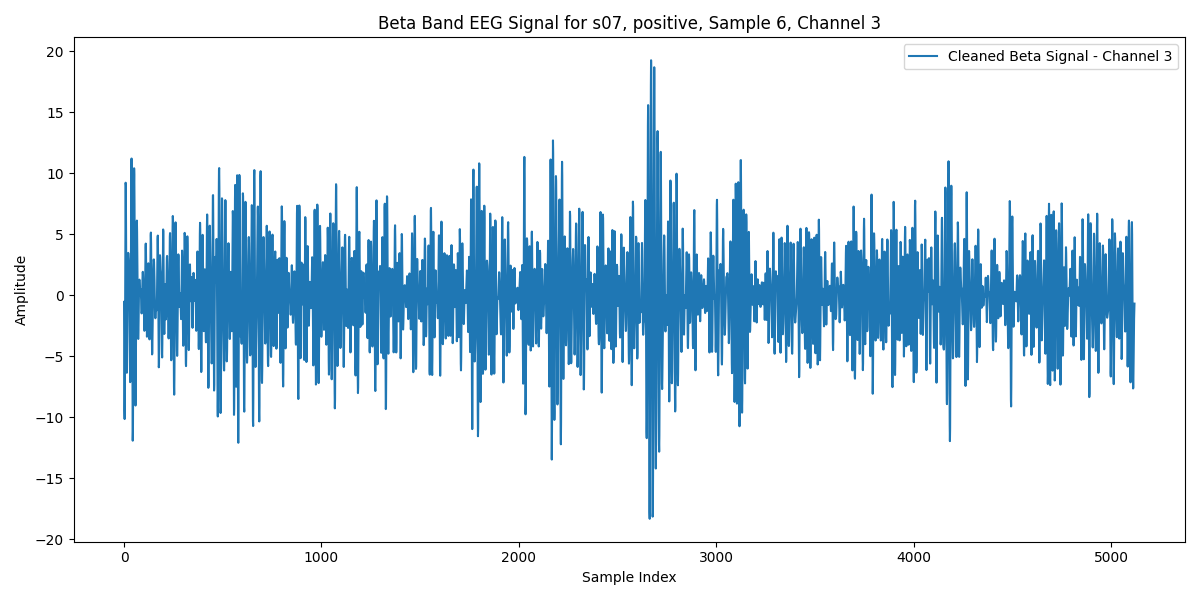 Beta Band EEG Signal for s07, positive, Sample 6, Channel 3
Cleaned Beta Signal - Channel 3
Amplitude
20
15
10
5
0
−5
−10
−15
−20
0 1000 2000 3000 4000 5000
Sample Index